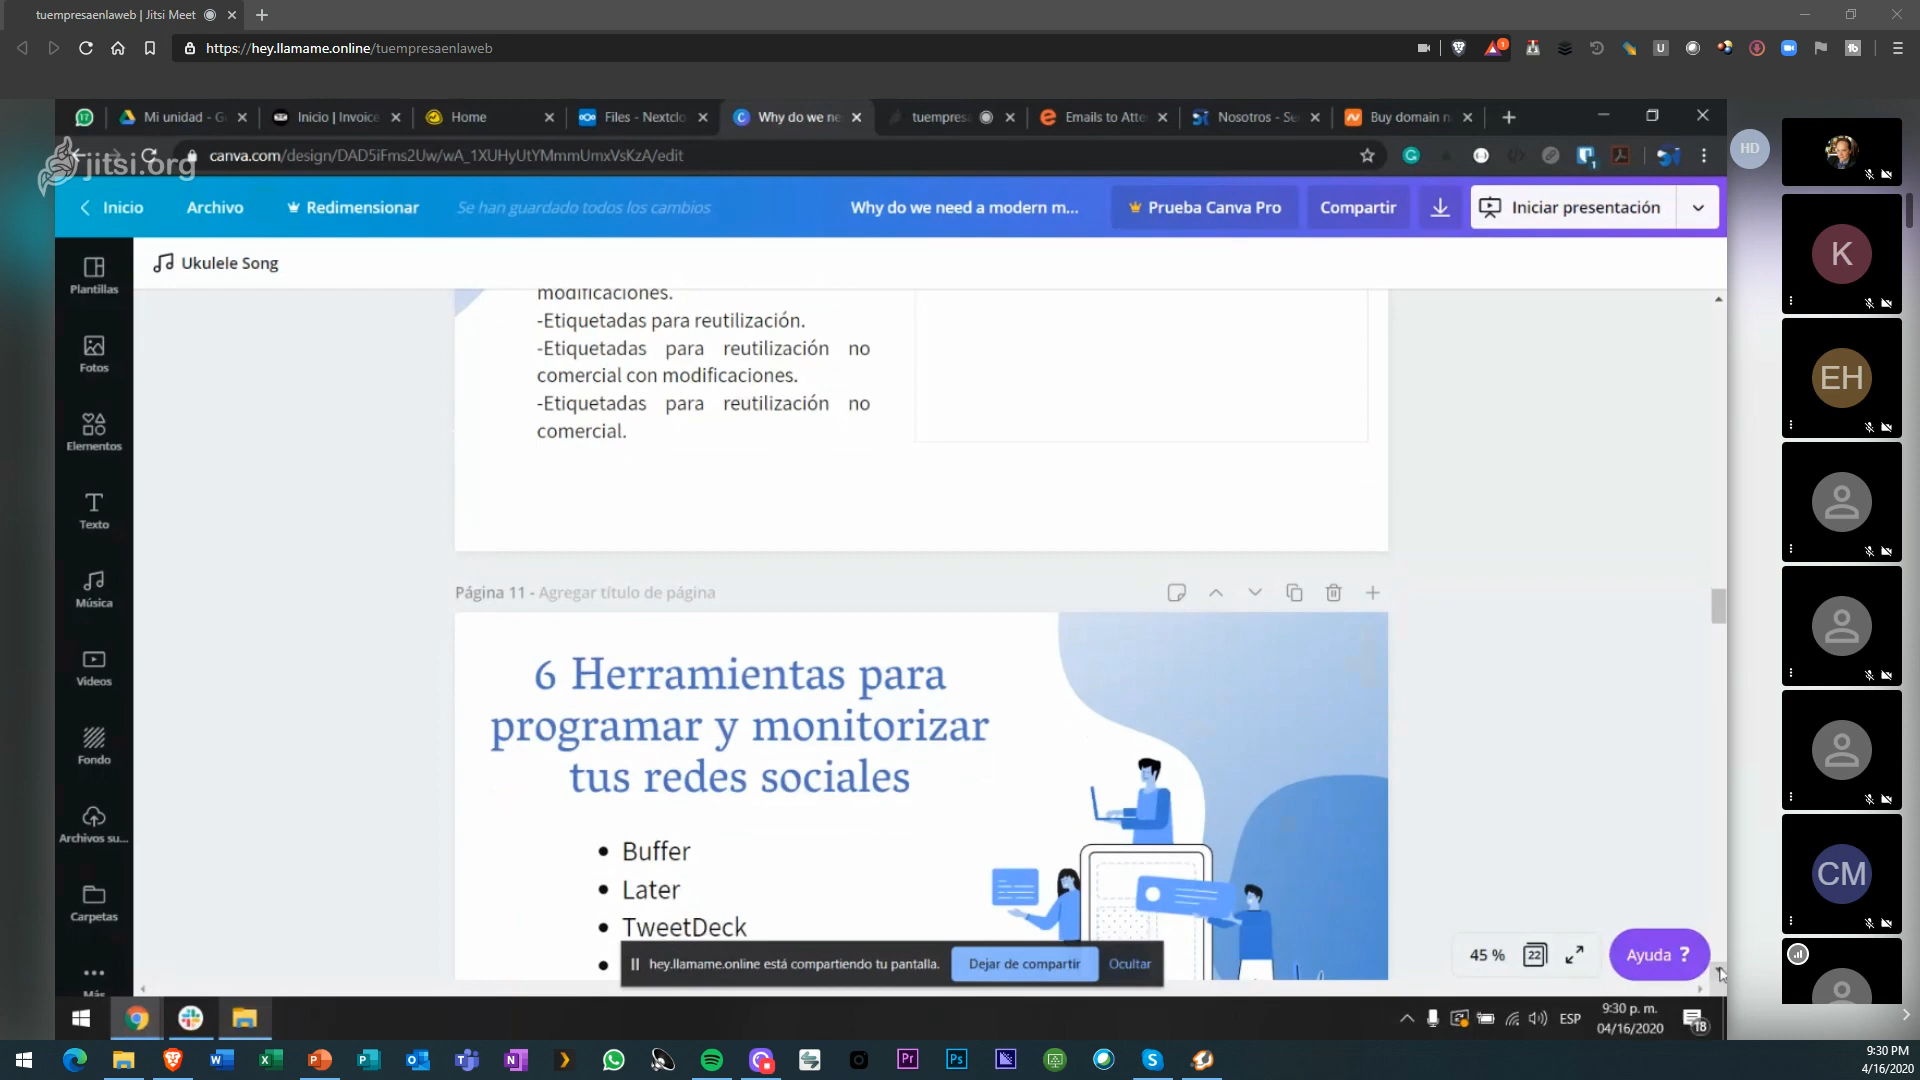 tuempresaenlaweb | Jitsi Meet
https://hey.llamame.online/tuempresaenlaweb
1
U
17
Mi unidad - G
Inicio | Invoice
Home
Files - Nextclo
Why do we ne
tuempresa
Emails to Atte
Nosotros - Se
Buy domain n
jitsi.org
canva.com/design/DAD5iFms2Uw/wA_1XUHyUtYMmmUmxVsKzA/edit
HD
Inicio
Archivo
Redimensionar
Se han guardado todos los cambios
Why do we need a modern m...
Prueba Canva Pro
Compartir
Iniciar presentación
Ukulele Song
Plantillas
Fotos
Elementos
Texto
Música
Videos
Fondo
Archivos su...
Carpetas
Más
modificaciones.
-Etiquetadas para reutilización.
-Etiquetadas para reutilización no
comercial con modificaciones.
-Etiquetadas para reutilización no
comercial.
Página 11 - Agregar título de página
6 Herramientas para
programar y monitorizar
tus redes sociales
Buffer
Later
TweetDeck
hey.llamame.online está compartiendo tu pantalla.
Dejar de compartir
Ocultar
45 %
22
Ayuda ?
K
EH
CM
ESP
9:30 p. m.
04/16/2020
18
9:30 PM
4/16/2020